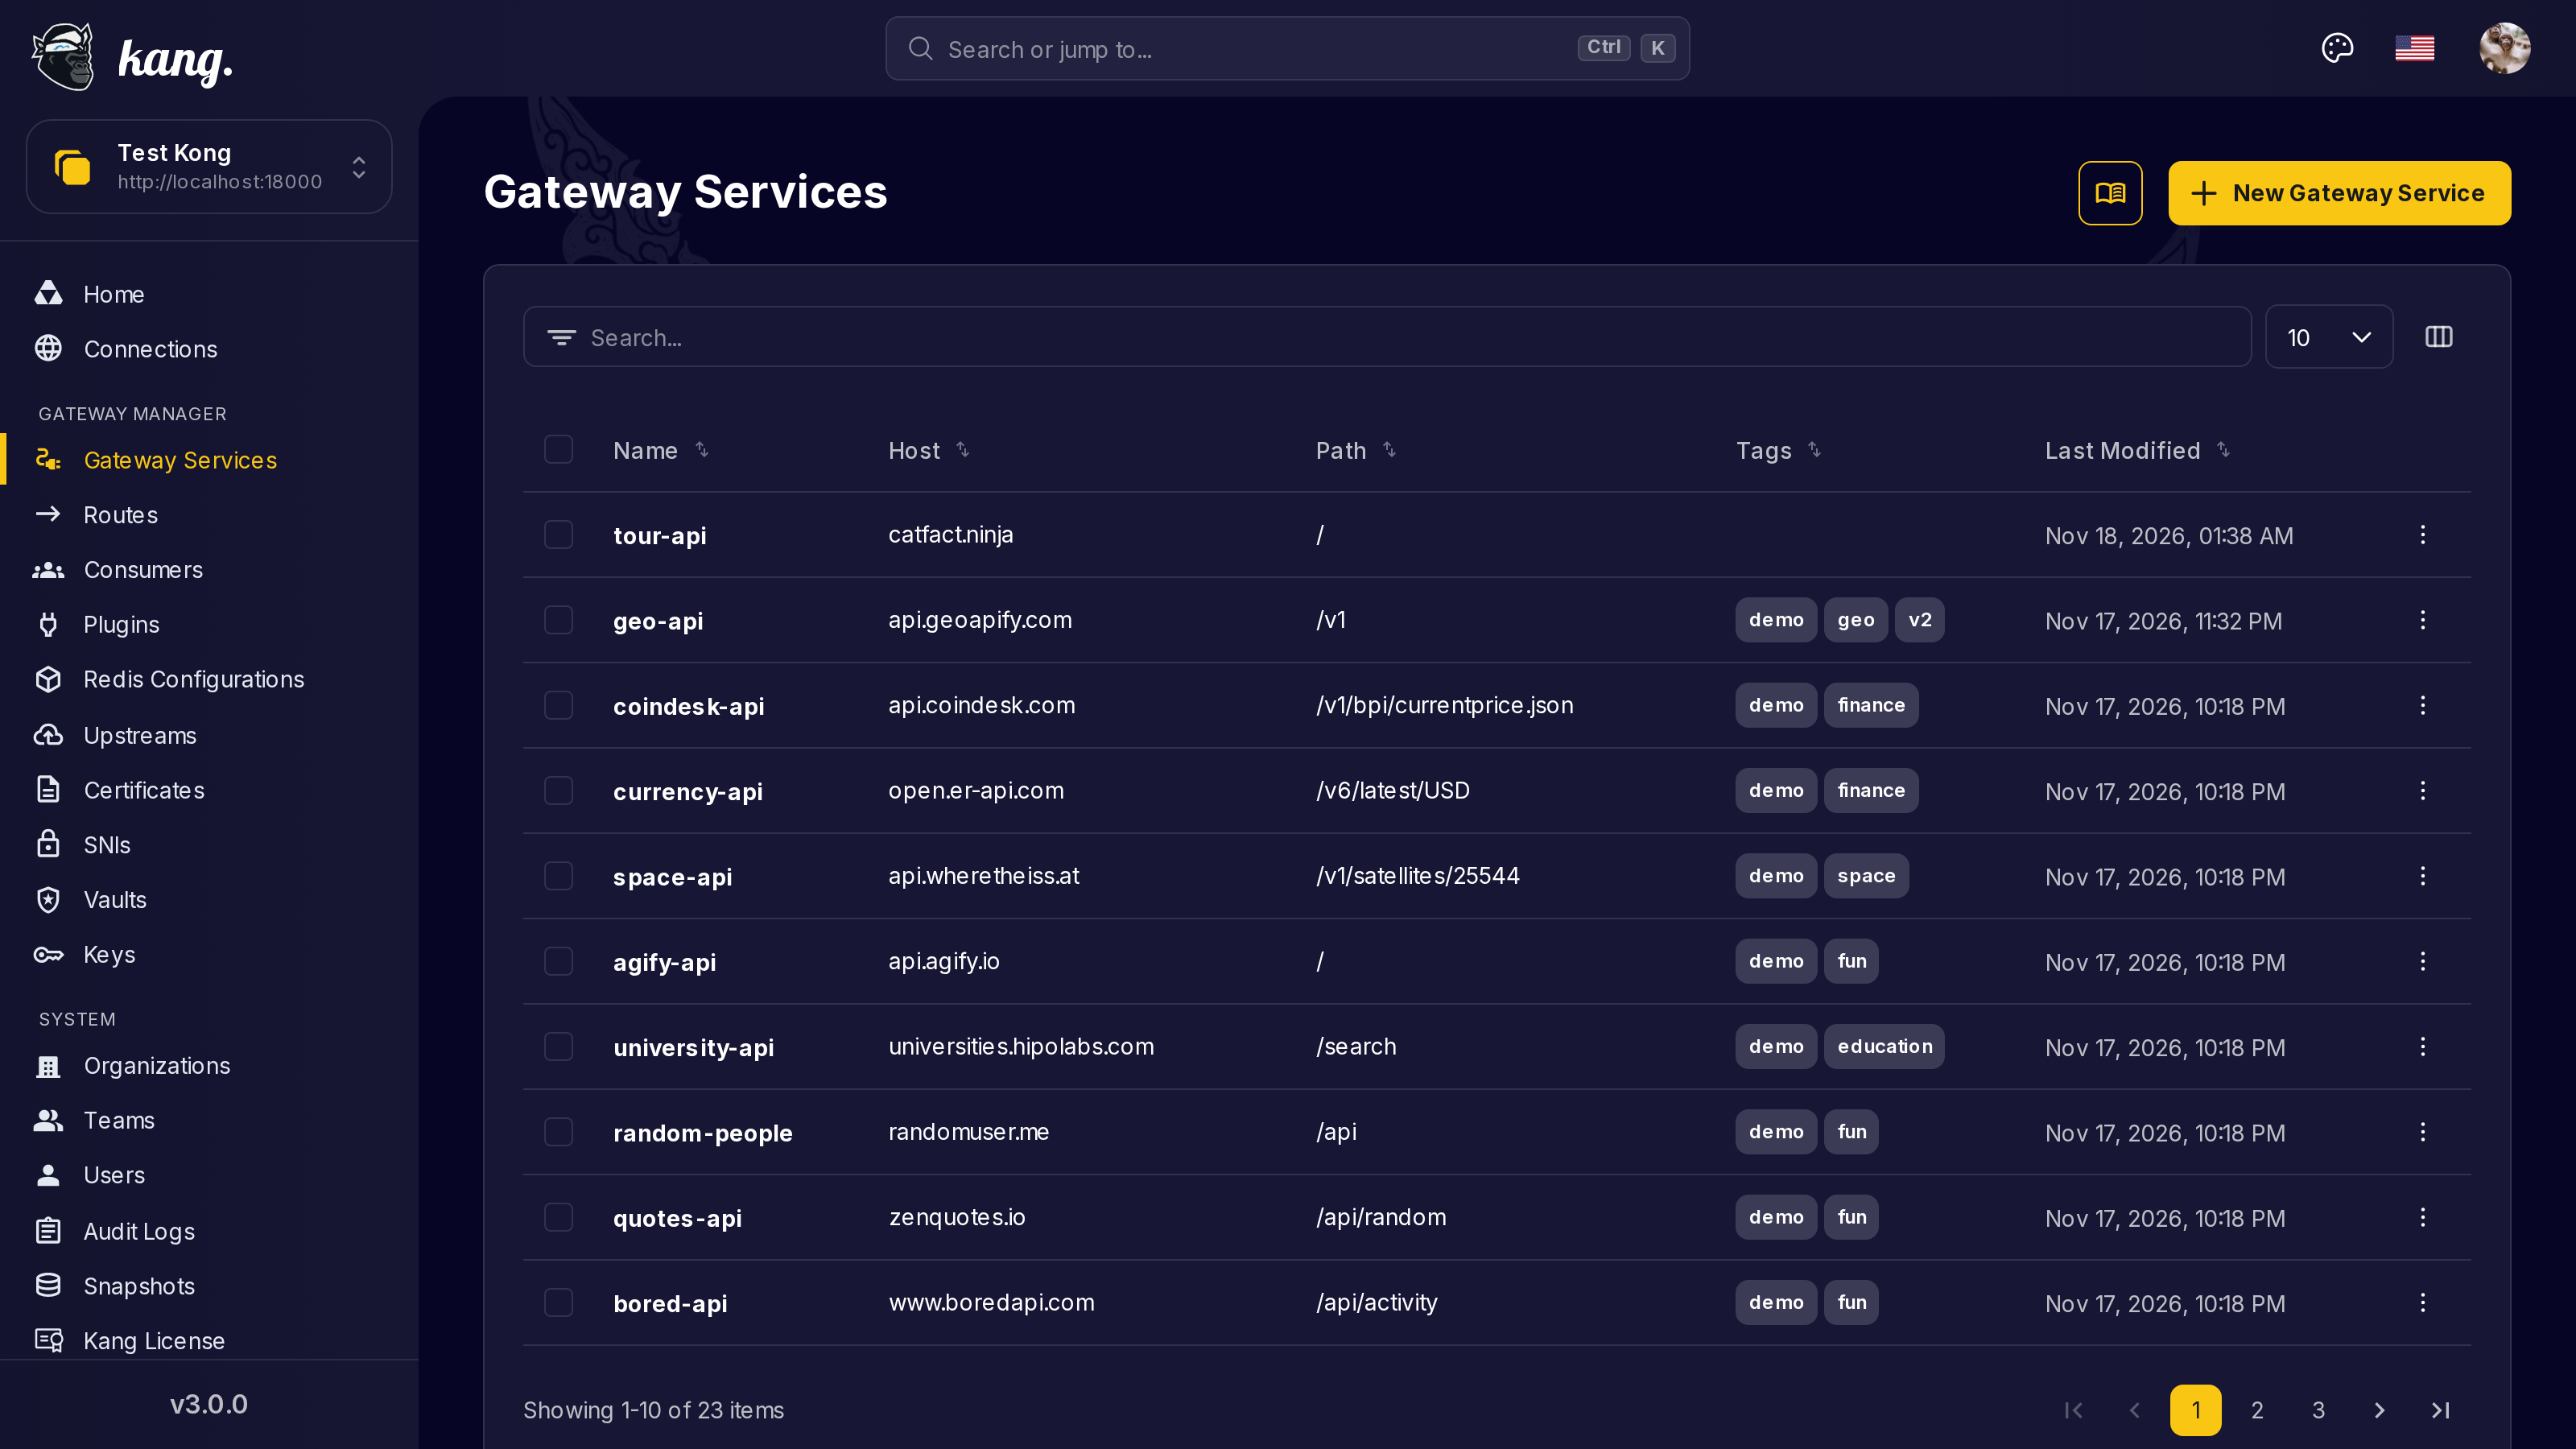 kang.
Search or jump to...
Ctrl K
Test Kong
http://localhost:18000
Home
Connections
GATEWAY MANAGER
Gateway Services
Routes
Consumers
Plugins
Redis Configurations
Upstreams
Certificates
SNIs
Vaults
Keys
SYSTEM
Organizations
Teams
Users
Audit Logs
Snapshots
Kang License
v3.0.0
Gateway Services
New Gateway Service
Search...
10
Name Host Path Tags Last Modified
tour-api catfact.ninja / Nov 18, 2026, 01:38 AM
geo-api api.geoapify.com /v1 demo geo v2 Nov 17, 2026, 11:32 PM
coindesk-api api.coindesk.com /v1/bpi/currentprice.json demo finance Nov 17, 2026, 10:18 PM
currency-api open.er-api.com /v6/latest/USD demo finance Nov 17, 2026, 10:18 PM
space-api api.wheretheiss.at /v1/satellites/25544 demo space Nov 17, 2026, 10:18 PM
agify-api api.agify.io / demo fun Nov 17, 2026, 10:18 PM
university-api universities.hipolabs.com /search demo education Nov 17, 2026, 10:18 PM
random-people randomuser.me /api demo fun Nov 17, 2026, 10:18 PM
quotes-api zenquotes.io /api/random demo fun Nov 17, 2026, 10:18 PM
bored-api www.boredapi.com /api/activity demo fun Nov 17, 2026, 10:18 PM
Showing 1-10 of 23 items
1 2 3